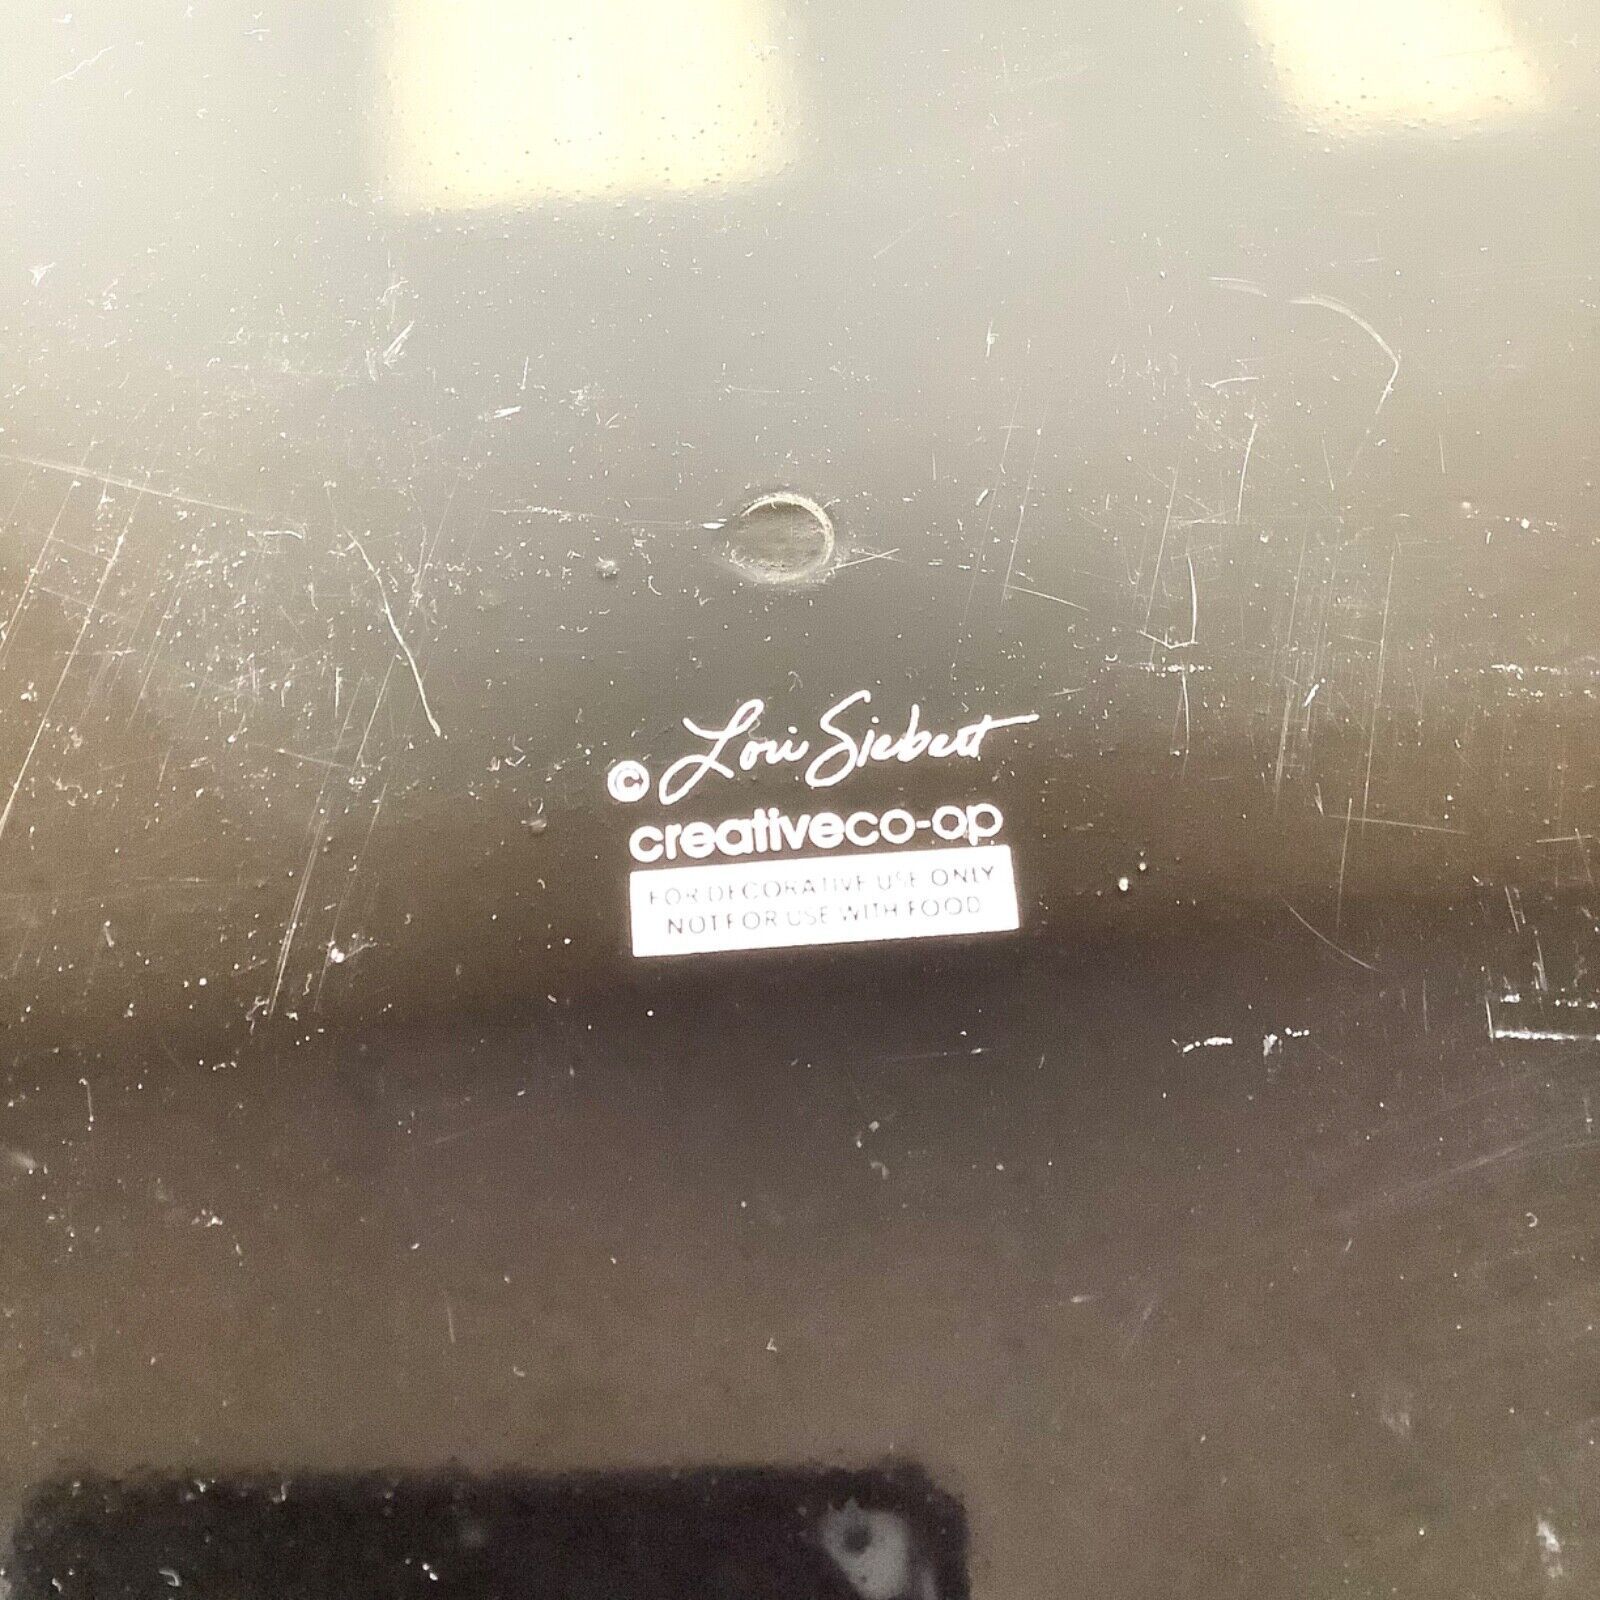 © Lori Siebert
creativeco-op
FOR DECORATIVE USE ONLY
NOT FOR USE WITH FOOD